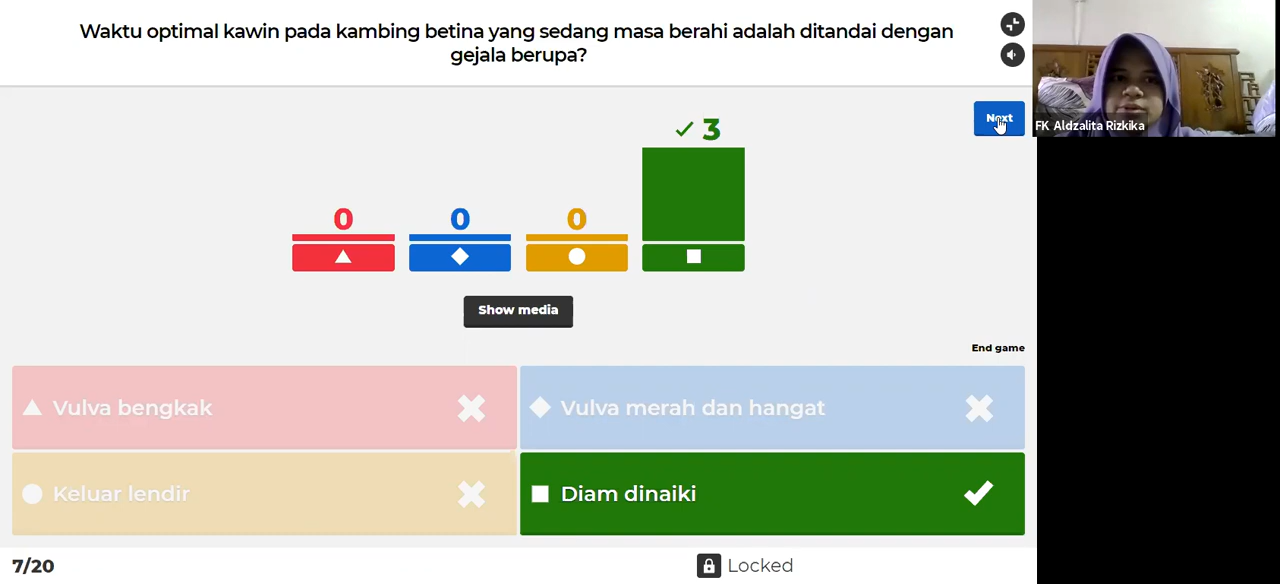 Waktu optimal kawin pada kambing betina yang sedang masa berahi adalah ditandai dengan
gejala berupa?
Next
FK Aldzalita Rizkika
3
0
0
0
Show media
End game
Vulva bengkak
Vulva merah dan hangat
Keluar lendir
Diam dinaiki
7/20
Locked